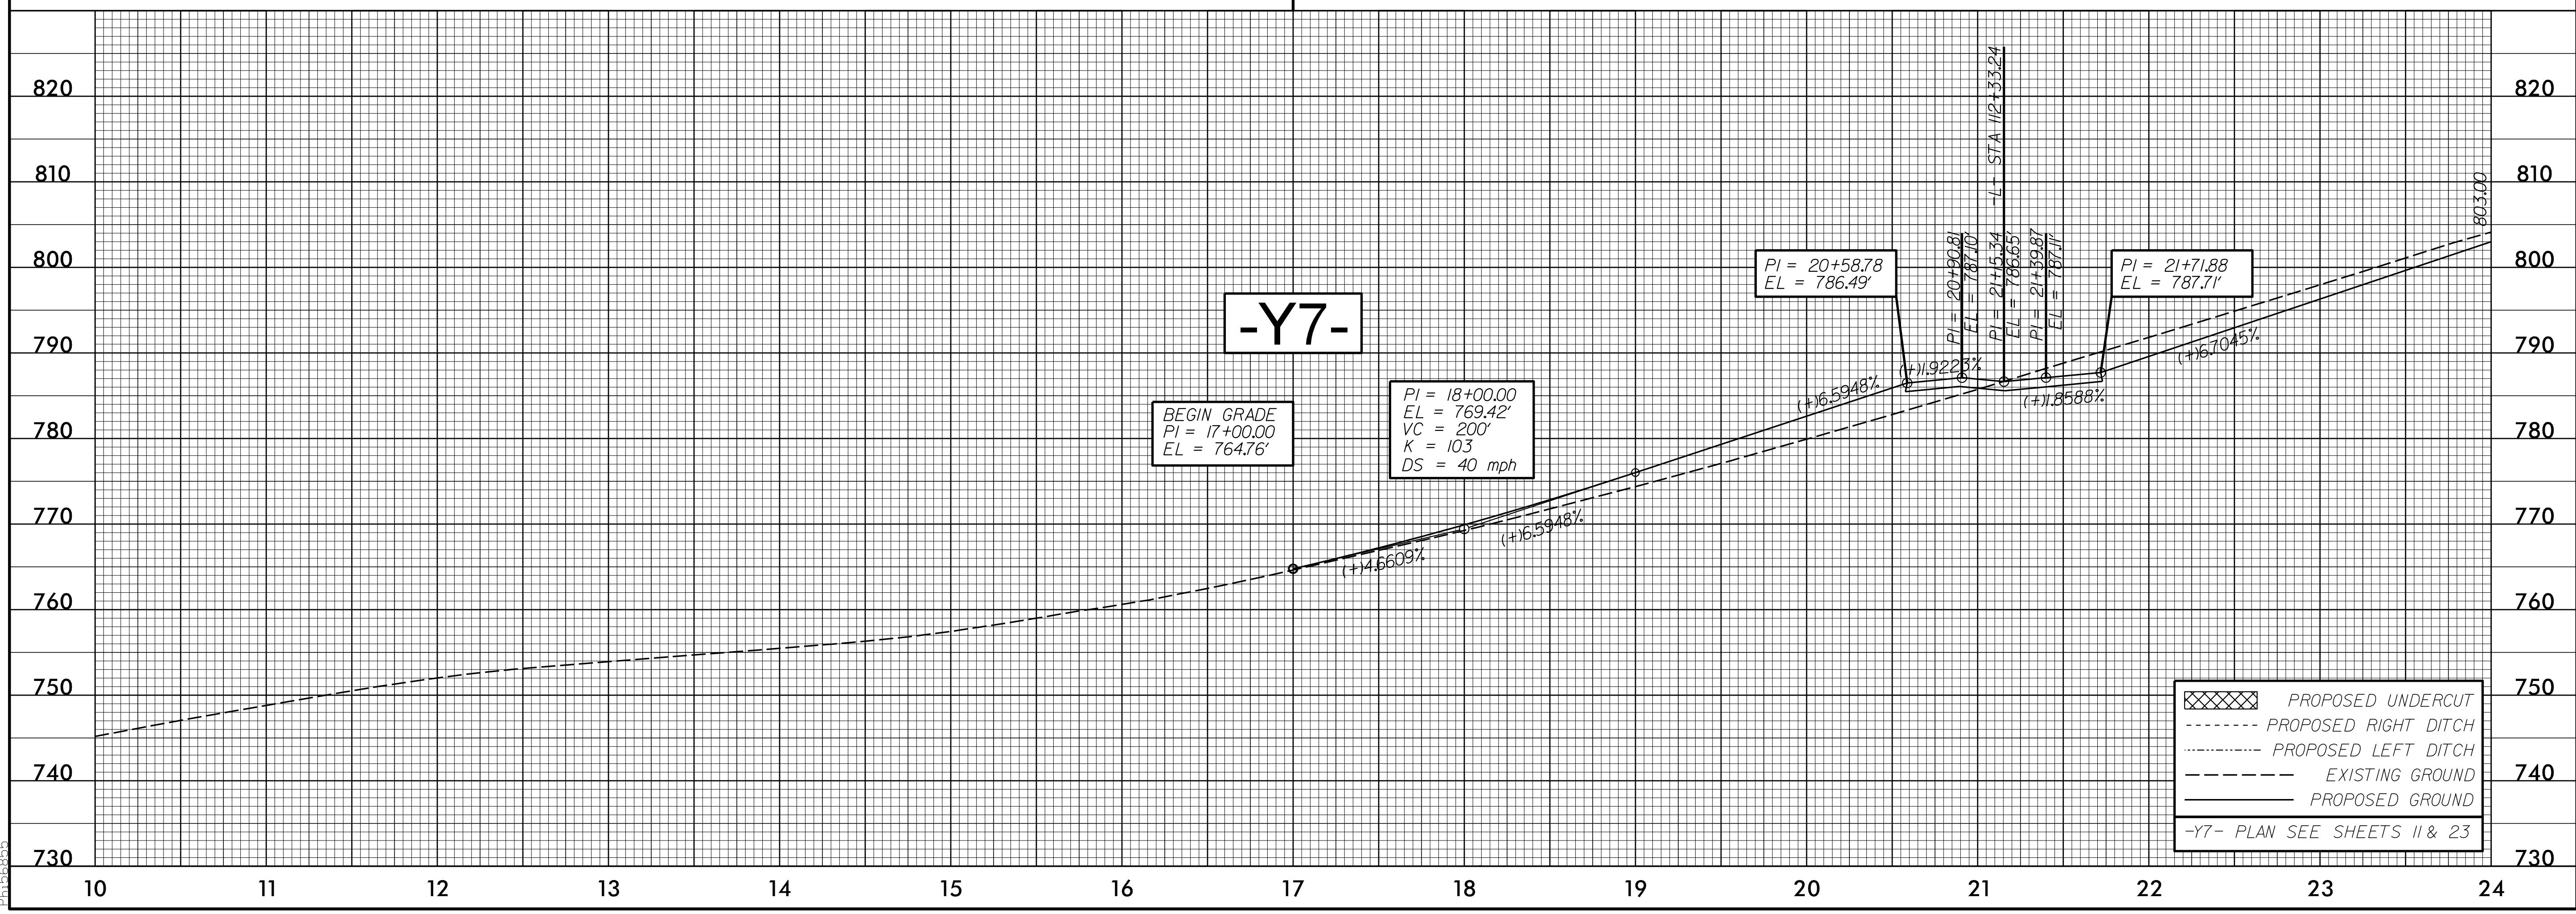 820
810
800
790
780
770
760
750
740
730
820
810
800
790
780
770
760
750
740
730
-Y7-
BEGIN GRADE
PI = 17+00.00
EL = 764.76'
PI = 18+00.00
EL = 769.42'
VC = 200'
K = 103
DS = 40 mph
(+)4.6609%
(+)6.5948%
(+)6.5948%
PI = 20+58.78
EL = 786.49'
(+)1.9223%
PI = 20+90.81
EL = 787.10'
-L- STA 112+33.24
PI = 21+15.34
EL = 786.65'
PI = 21+39.87
EL = 787.11'
(+)1.8588%
PI = 21+71.88
EL = 787.71'
(+)6.7045%
803.00
PROPOSED UNDERCUT
PROPOSED RIGHT DITCH
PROPOSED LEFT DITCH
EXISTING GROUND
PROPOSED GROUND
-Y7- PLAN SEE SHEETS 11 & 23
10 11 12 13 14 15 16 17 18 19 20 21 22 23 24